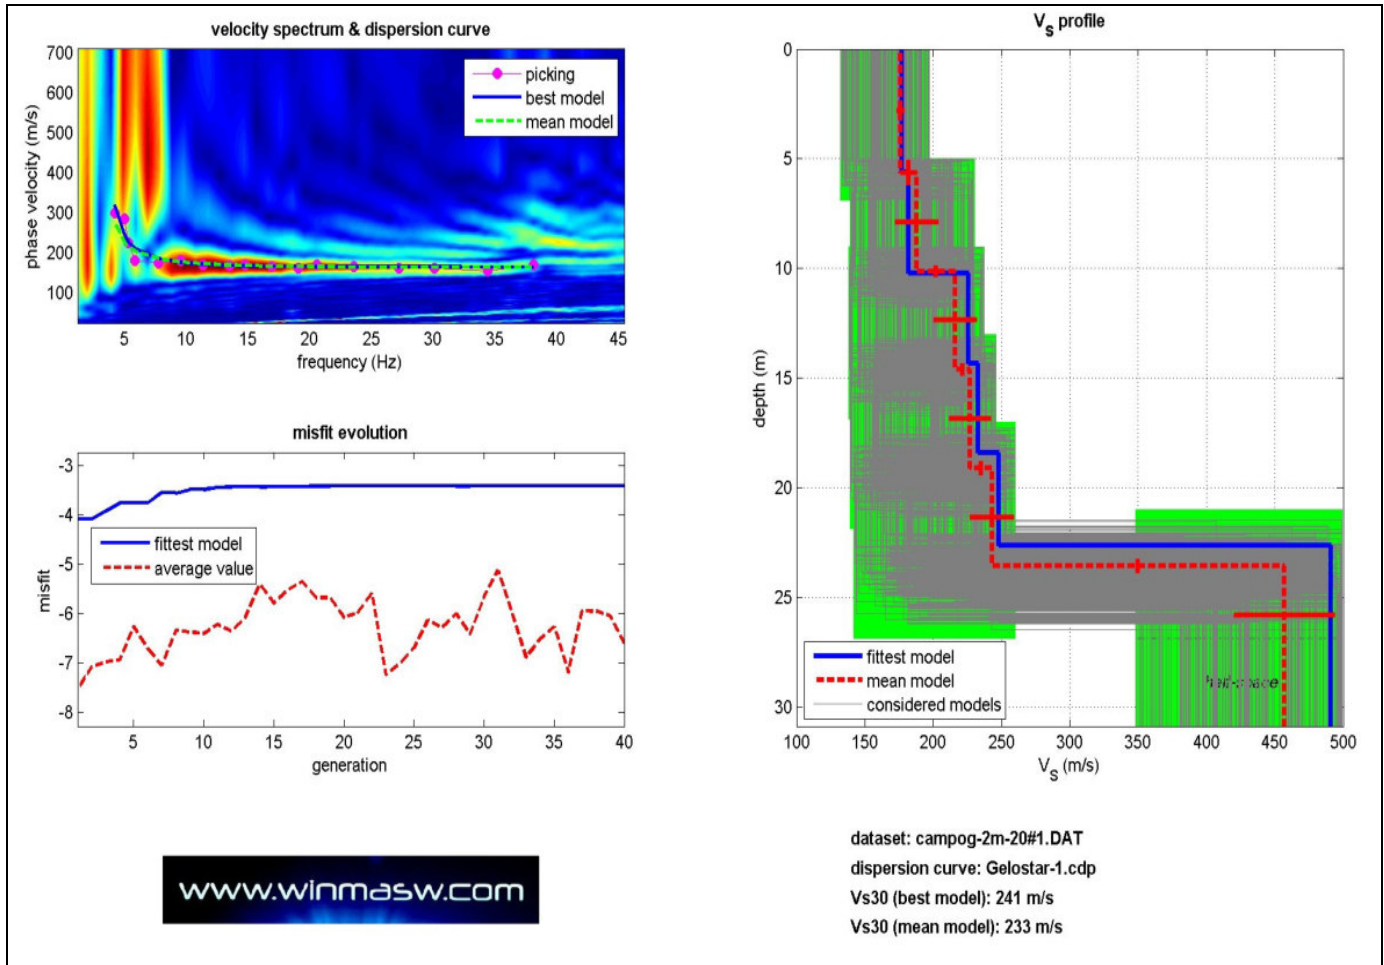 velocity spectrum & dispersion curve
700
600
500
400
300
200
100
phase velocity (m/s)
picking
best model
mean model
5
10
15
20
25
30
35
40
45
frequency (Hz)
misfit evolution
-3
-4
-5
-6
-7
-8
misfit
fittest model
average value
5
10
15
20
25
30
35
40
generation
www.winmasw.com
VS profile
0
5
10
15
20
25
30
depth (m)
fittest model
mean model
considered models
half-space
100
150
200
250
300
350
400
450
500
VS (m/s)
dataset: campog-2m-20#1.DAT
dispersion curve: Gelostar-1.cdp
Vs30 (best model): 241 m/s
Vs30 (mean model): 233 m/s